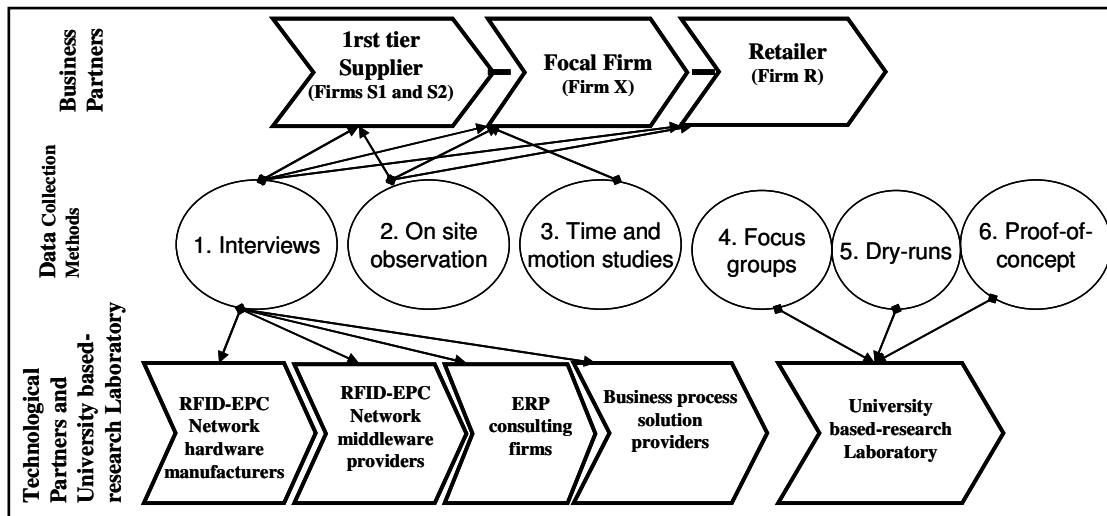 Business
Partners
1rst tier
Supplier
(Firms S1 and S2)
Focal Firm
(Firm X)
Retailer
(Firm R)
Data Collection
Methods
1. Interviews
2. On site
observation
3. Time and
motion studies
4. Focus
groups
5. Dry-runs
6. Proof-of-
concept
Technological
Partners and
University based-
research Laboratory
RFID-EPC
Network
hardware
manufacturers
RFID-EPC
Network
middleware
providers
ERP
consulting
firms
Business process
solution
providers
University
based-research
Laboratory